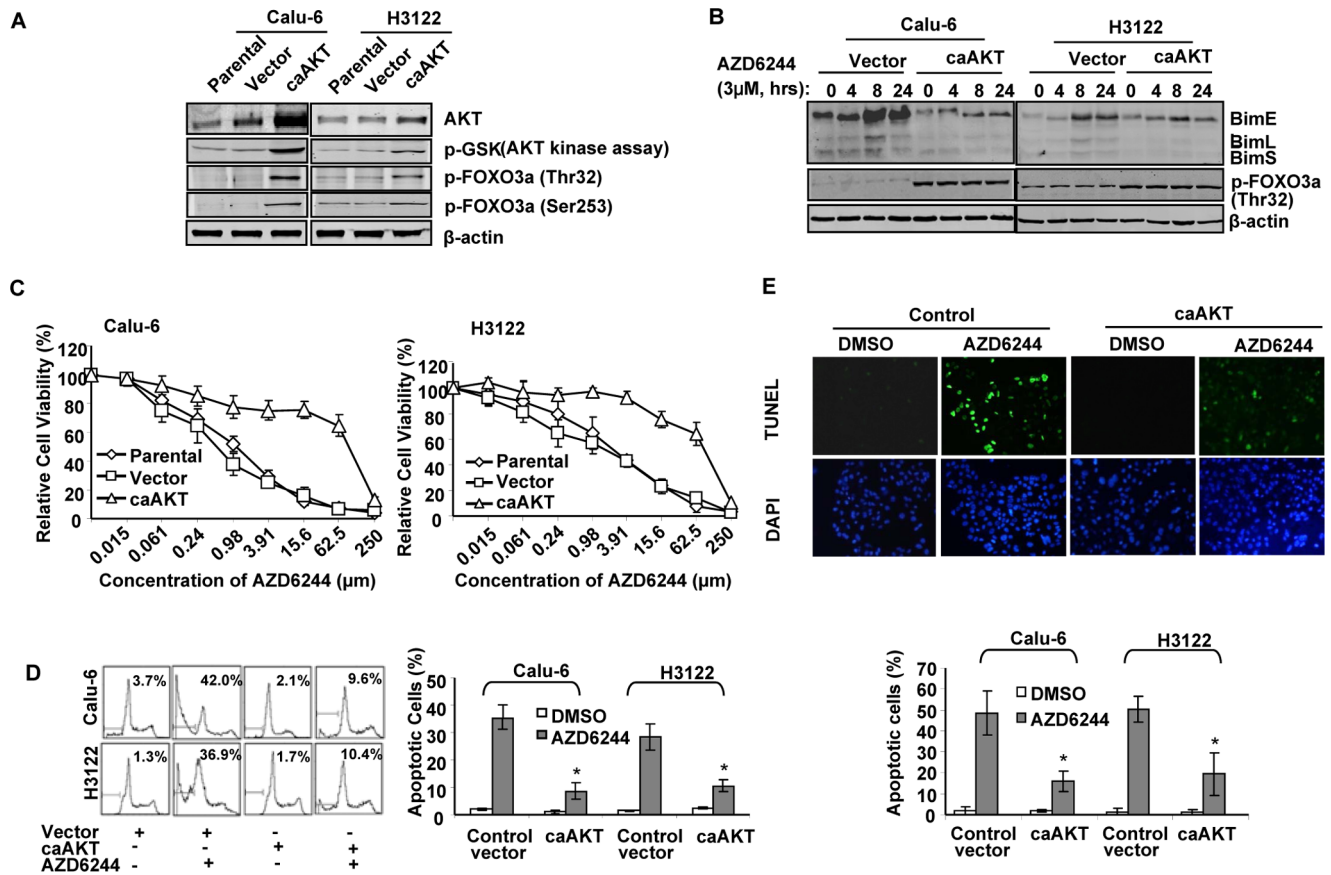 A
Calu-6
H3122
Parental
Vector
caAKT
Parental
Vector
caAKT
AKT
p-GSK(AKT kinase assay)
p-FOXO3a (Thr32)
p-FOXO3a (Ser253)
β-actin
B
Calu-6
H3122
AZD6244
Vector
caAKT
Vector
caAKT
(3µM, hrs):
0 4 8 24 0 4 8 24
0 4 8 24 0 4 8 24
BimE
BimL
BimS
p-FOXO3a
(Thr32)
β-actin
C
Calu-6
Relative Cell Viability (%)
120
100
80
60
40
20
0
Parental
Vector
caAKT
0.015
0.061
0.24
0.98
3.91
15.6
62.5
250
Concentration of AZD6244 (µm)
H3122
Relative Cell Viability (%)
120
100
80
60
40
20
0
Parental
Vector
caAKT
0.015
0.061
0.24
0.98
3.91
15.6
62.5
250
Concentration of AZD6244 (µm)
E
Control
caAKT
DMSO
AZD6244
DMSO
AZD6244
TUNEL
DAPI
D
Calu-6
3.7%
42.0%
2.1%
9.6%
H3122
1.3%
36.9%
1.7%
10.4%
Vector + + - -
caAKT - - + +
AZD6244 - + - +
Apoptotic Cells (%)
50
40
30
20
10
0
Calu-6
H3122
DMSO
AZD6244
*
*
Control vector
caAKT
Control vector
caAKT
Apoptotic cells (%)
70
60
50
40
30
20
10
0
Calu-6
H3122
DMSO
AZD6244
*
*
Control vector
caAKT
Control vector
caAKT